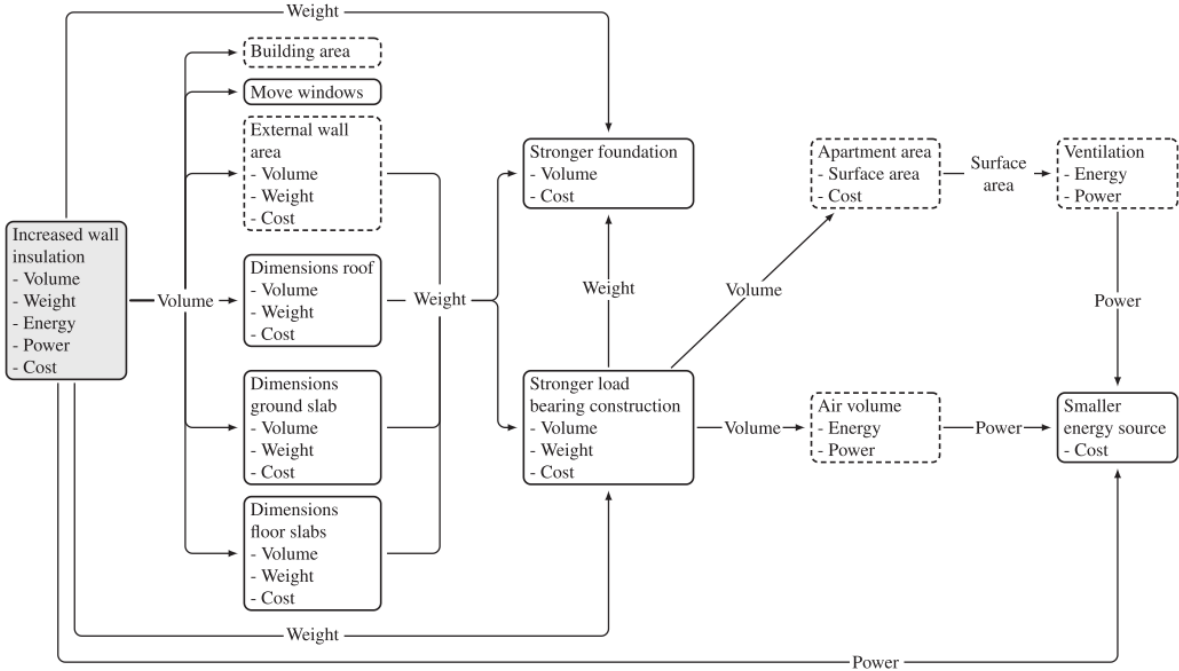 Weight
Building area
Move windows
External wall
area
- Volume
- Weight
- Cost
Stronger foundation
- Volume
- Cost
Apartment area
- Surface area
- Cost
Surface
area
Ventilation
- Energy
- Power
Increased wall
insulation
- Volume
- Weight
- Energy
- Power
- Cost
Volume
Dimensions roof
- Volume
- Weight
- Cost
Weight
Weight
Volume
Power
Dimensions
ground slab
- Volume
- Weight
- Cost
Stronger load
bearing construction
- Volume
- Weight
- Cost
Volume
Air volume
- Energy
- Power
Power
Smaller
energy source
- Cost
Dimensions
floor slabs
- Volume
- Weight
- Cost
Weight
Power